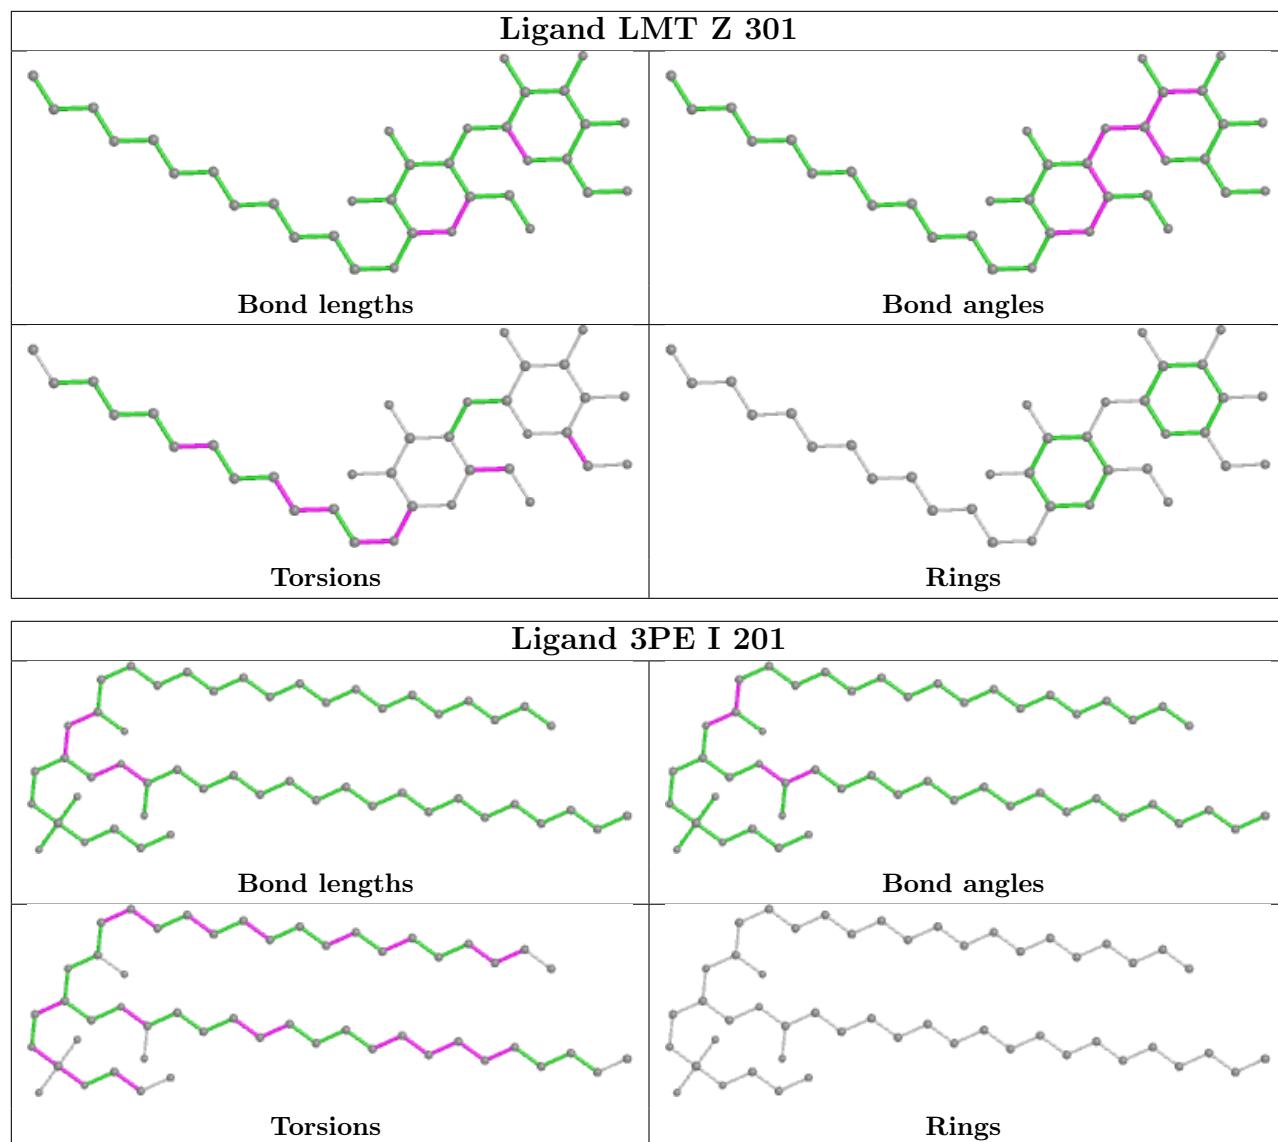 Ligand LMT Z 301
Bond lengths
Bond angles
Torsions
Rings
Ligand 3PE I 201
Bond lengths
Bond angles
Torsions
Rings